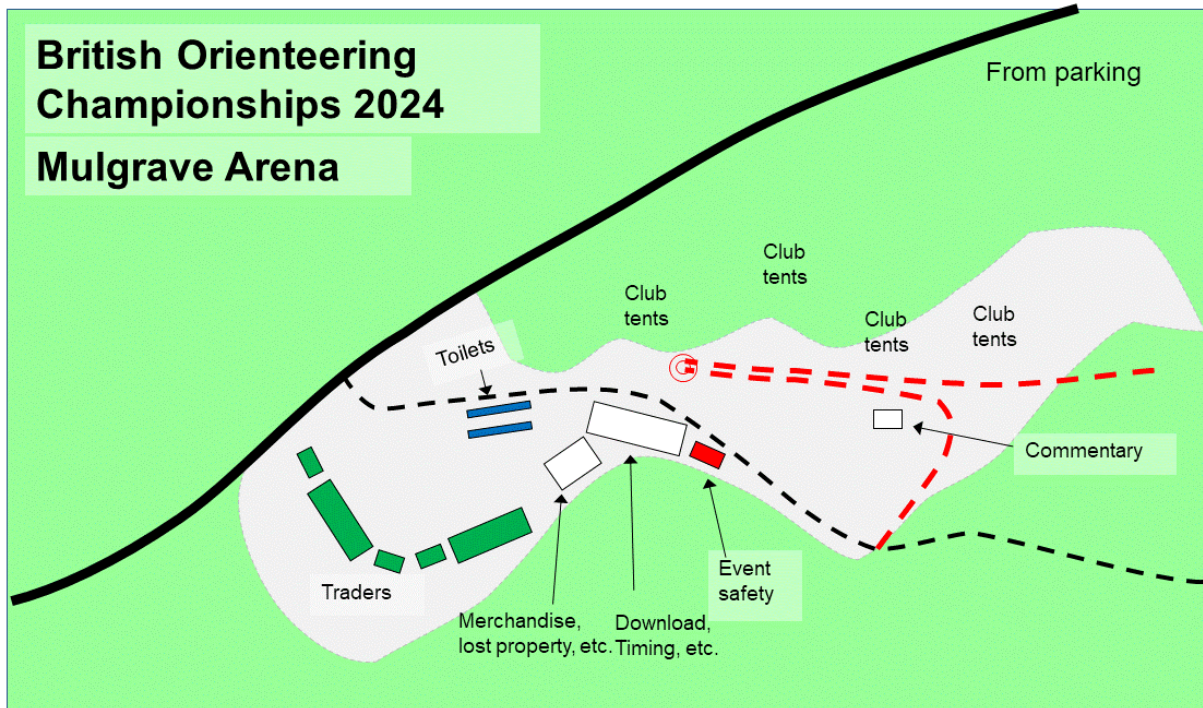 British Orienteering
Championships 2024
Mulgrave Arena
From parking
Club
tents
Club
tents
Club
tents
Club
tents
Toilets
Commentary
Traders
Event
safety
Merchandise,
lost property, etc.
Download,
Timing, etc.